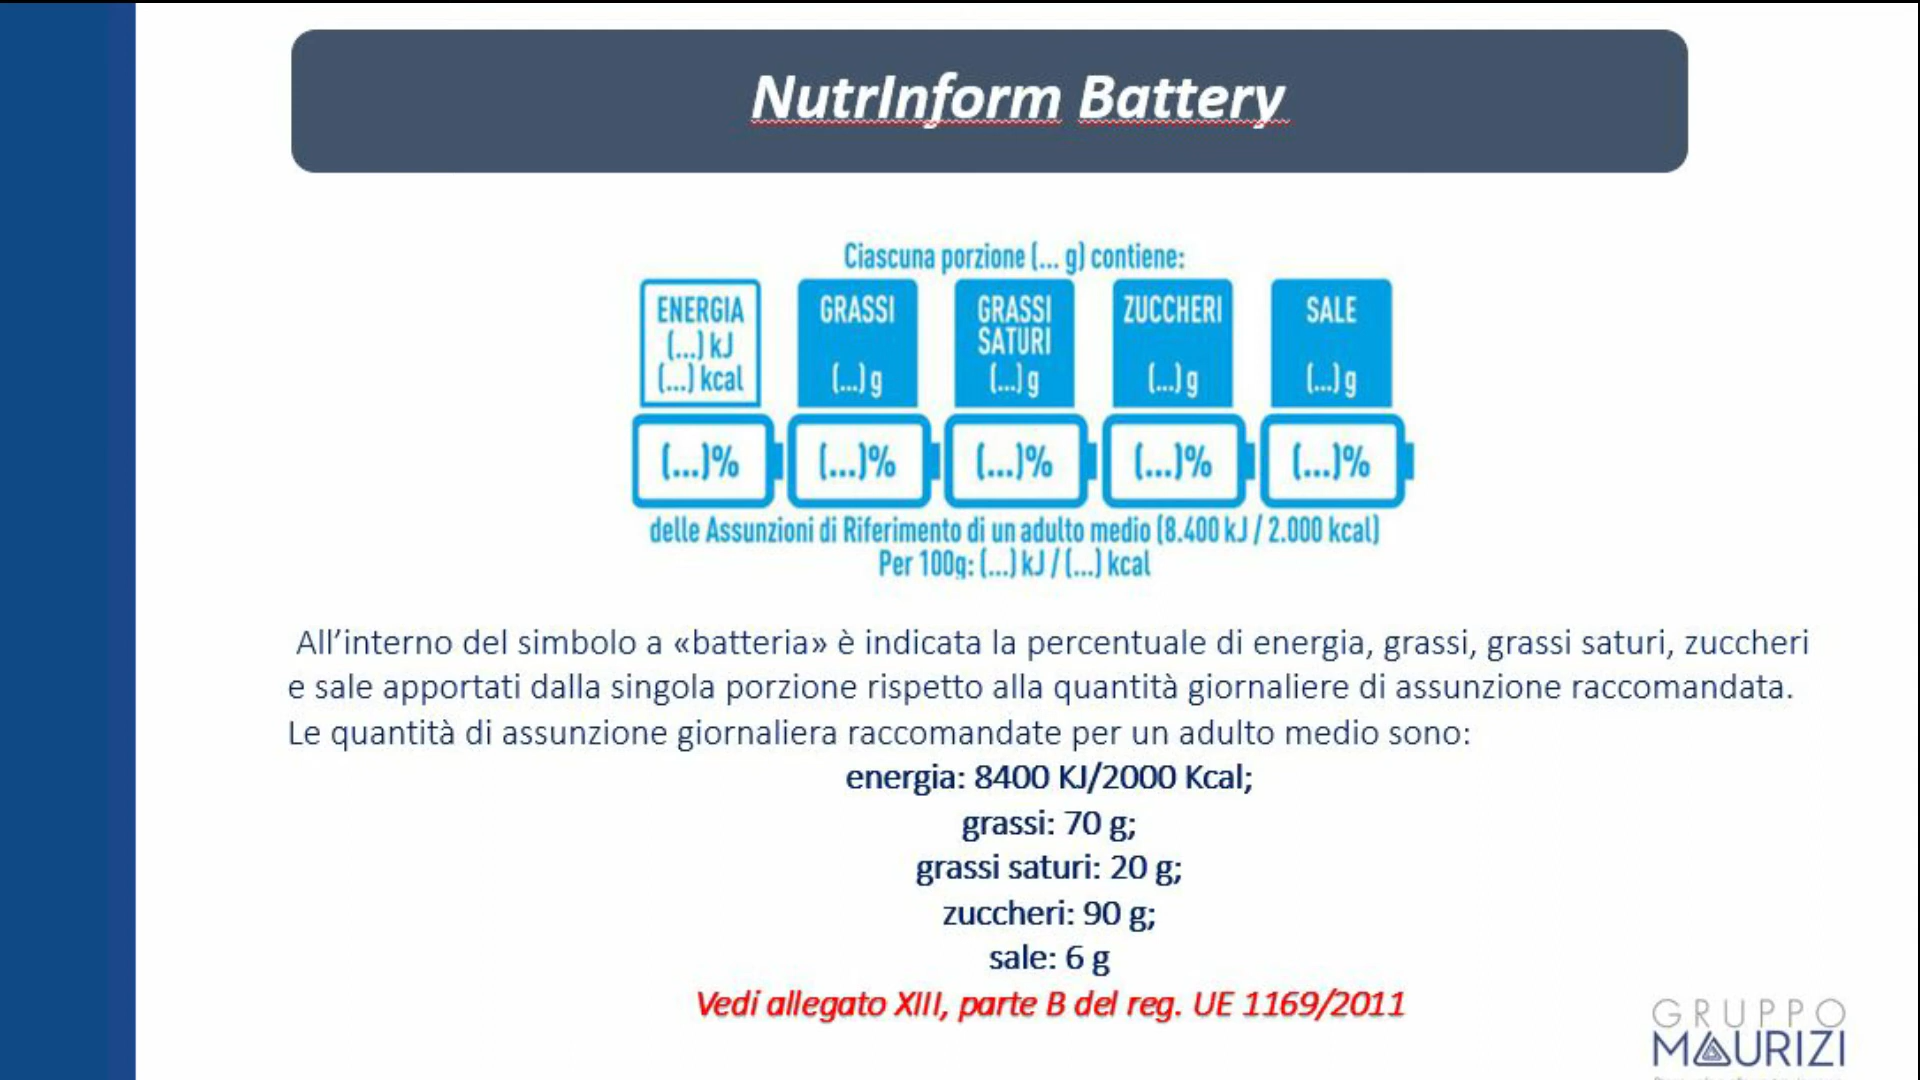 NutrInform Battery
Ciascuna porzione (... g) contiene:
ENERGIA
(...) kJ
(...) kcal
GRASSI
(...) g
GRASSI
SATURI
(...) g
ZUCCHERI
(...) g
SALE
(...) g
(...)% (...)% (...)% (...)% (...)%
delle Assunzioni di Riferimento di un adulto medio (8.400 kJ / 2.000 kcal)
Per 100g: (...) kJ / (...) kcal
All'interno del simbolo a «batteria» è indicata la percentuale di energia, grassi, grassi saturi, zuccheri
e sale apportati dalla singola porzione rispetto alla quantità giornaliere di assunzione raccomandata.
Le quantità di assunzione giornaliera raccomandate per un adulto medio sono:
energia: 8400 KJ/2000 Kcal;
grassi: 70 g;
grassi saturi: 20 g;
zuccheri: 90 g;
sale: 6 g
Vedi allegato XIII, parte B del reg. UE 1169/2011
GRUPPO
MAURIZI